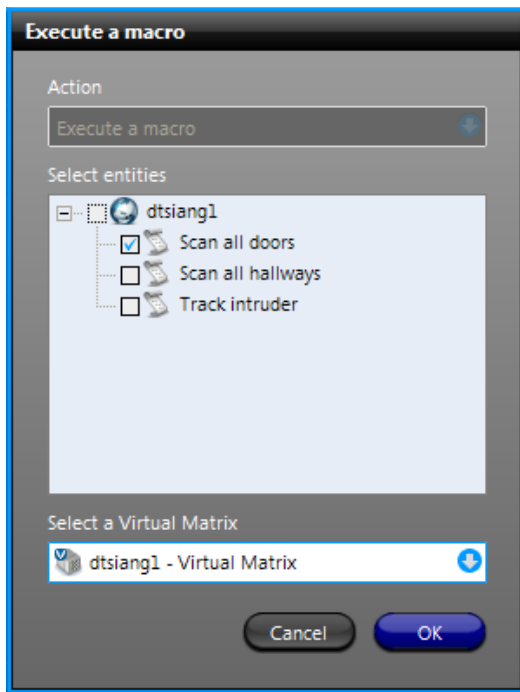 Execute a macro
Action
Execute a macro
Select entities
dtsiang1
Scan all doors
Scan all hallways
Track intruder
Select a Virtual Matrix
dtsiang1 - Virtual Matrix
Cancel OK